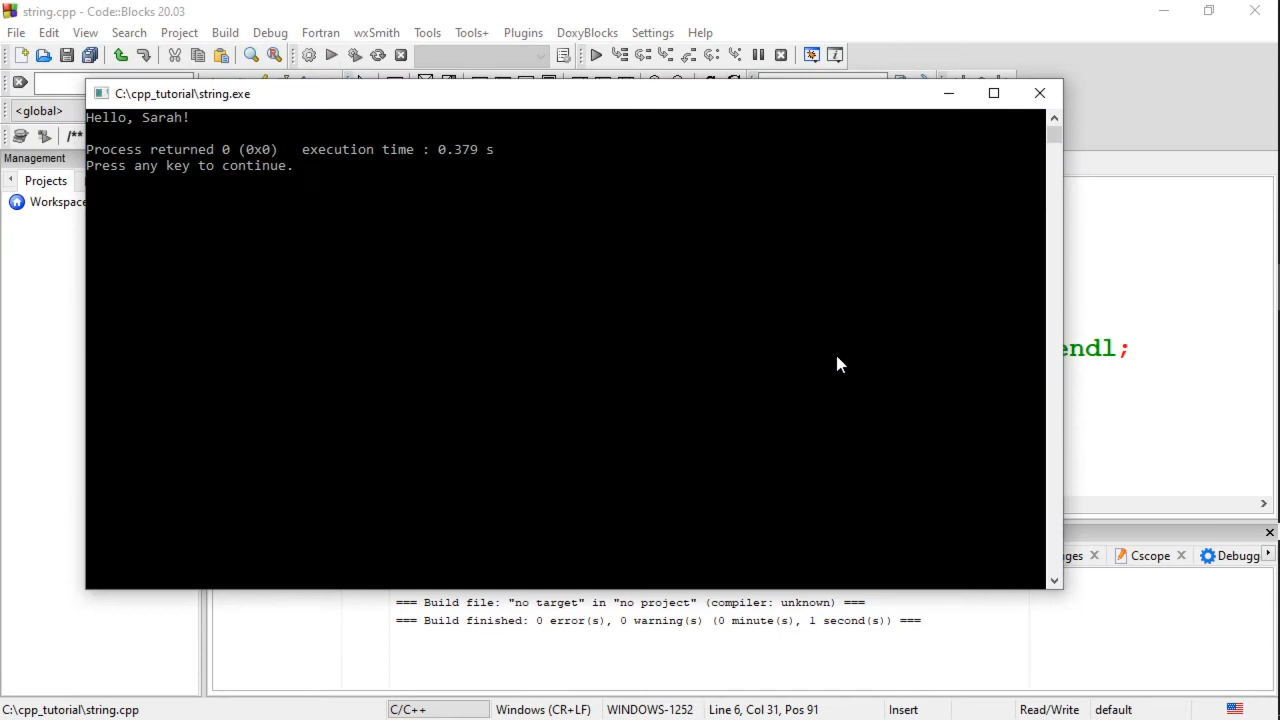 string.cpp - Code::Blocks 20.03
File Edit View Search Project Build Debug Fortran wxSmith Tools Tools+ Plugins DoxyBlocks Settings Help
C:\cpp_tutorial\string.exe
<global>
Hello, Sarah!
/**
Process returned 0 (0x0)   execution time : 0.379 s
Management
Press any key to continue.
Projects
Workspace
endl;
ges
Cscope
Debugg
=== Build file: "no target" in "no project" (compiler: unknown) ===
=== Build finished: 0 error(s), 0 warning(s) (0 minute(s), 1 second(s)) ===
C:\cpp_tutorial\string.cpp C/C++ Windows (CR+LF) WINDOWS-1252 Line 6, Col 31, Pos 91 Insert Read/Write default